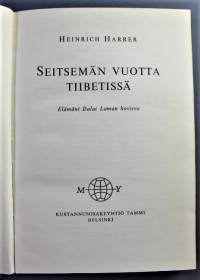 HEINRICH HARRER
SEITSEMÄN VUOTTA
TIIBETISSÄ
Elämäni Dalai Laman hovissa
M Y
KUSTANNUSOSAKEYHTIÖ TAMMI
HELSINKI